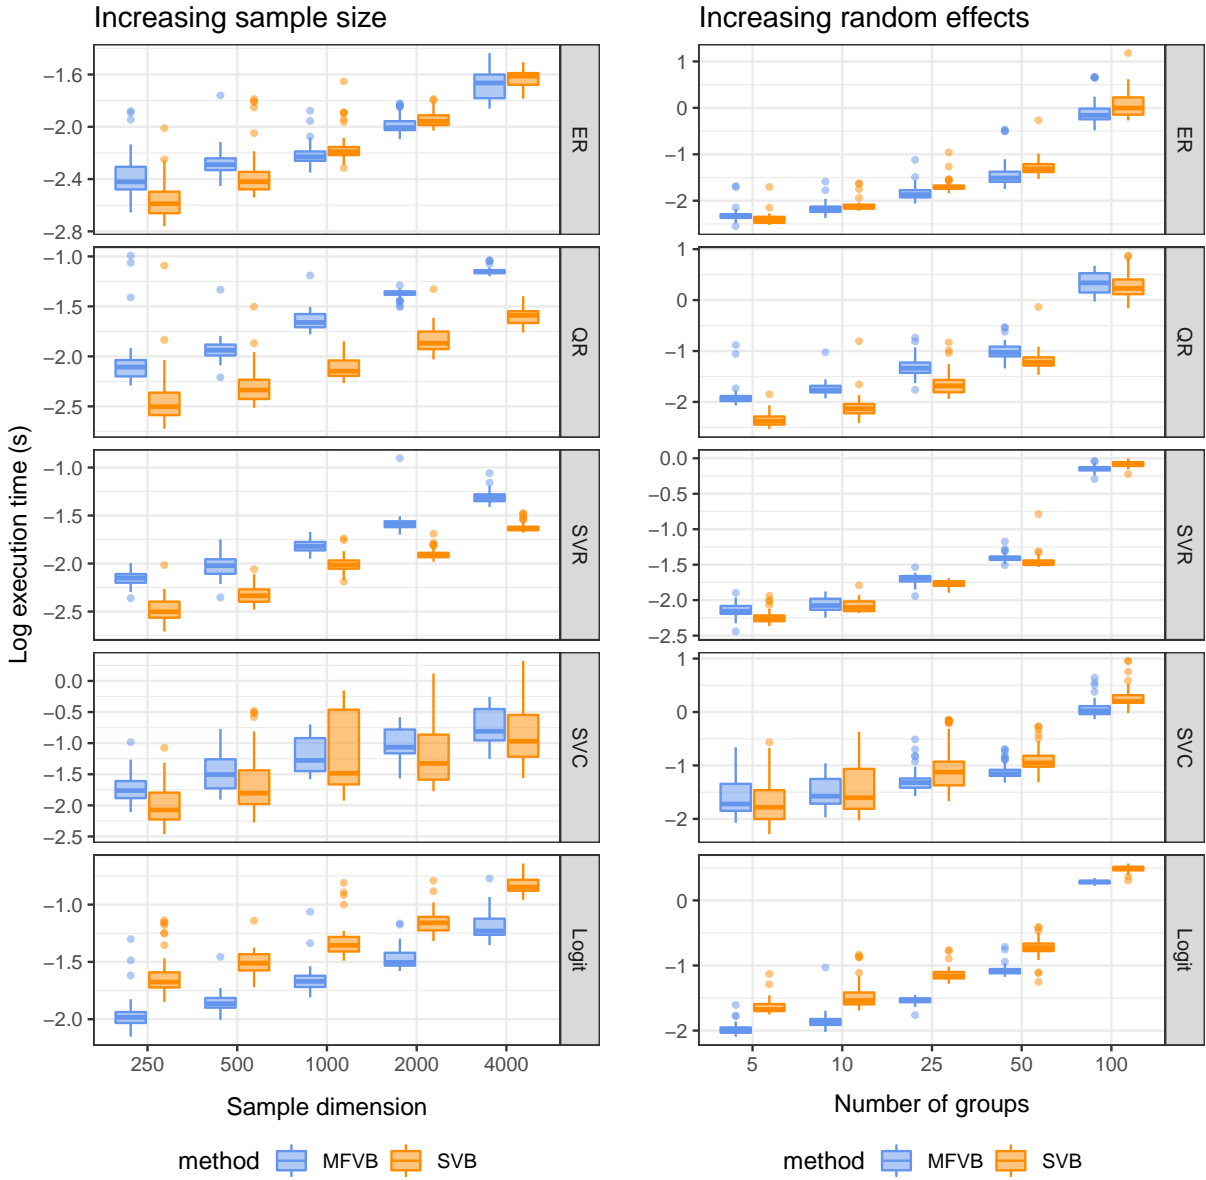 Increasing sample size
Increasing random effects
Log execution time (s)
−1.6
−2.0
−2.4
−2.8
ER
−1.0
−1.5
−2.0
−2.5
QR
−1.0
−1.5
−2.0
−2.5
SVR
0.0
−0.5
−1.0
−1.5
−2.0
−2.5
SVC
−1.0
−1.5
−2.0
Logit
250 500 1000 2000 4000
Sample dimension
method MFVB SVB
1
0
−1
−2
ER
1
0
−1
−2
QR
0.0
−0.5
−1.0
−1.5
−2.0
−2.5
SVR
1
0
−1
−2
SVC
0
−1
−2
Logit
5 10 25 50 100
Number of groups
method MFVB SVB